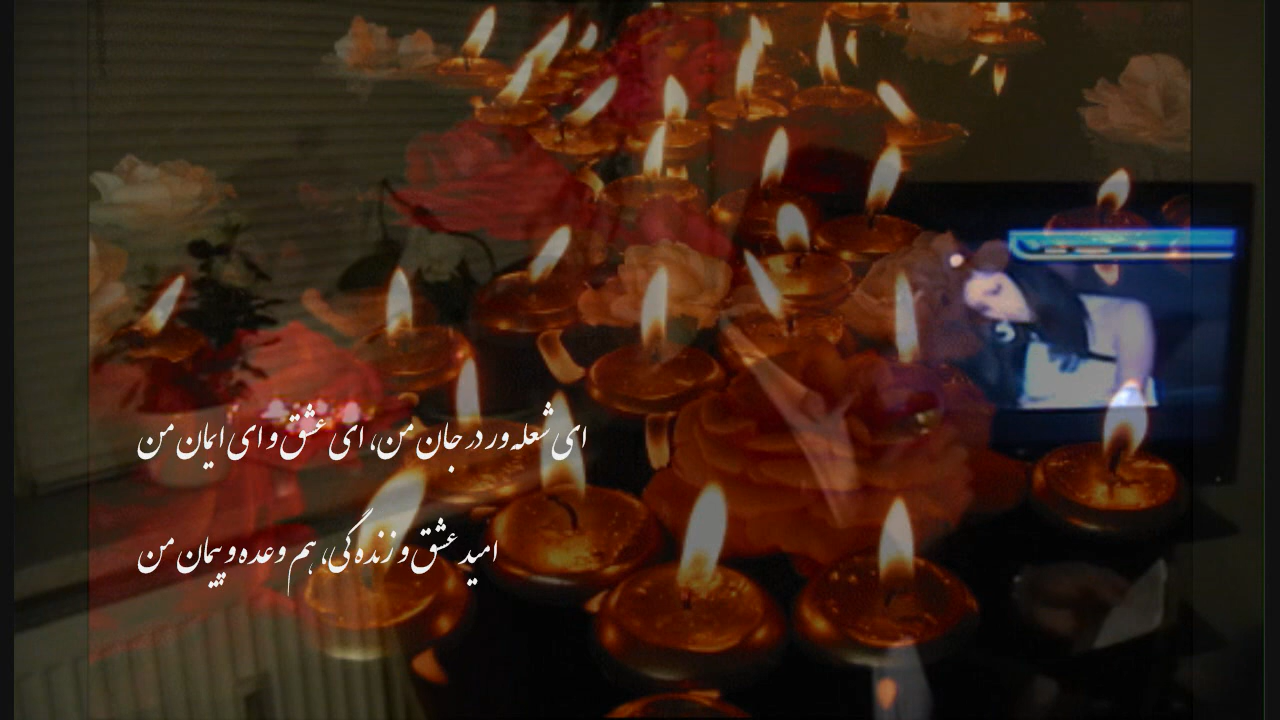 ای شعله ور در جان من، ای عشق و ای ایمان من
امید عشق و زنده گی، هم وعده و پیمان من